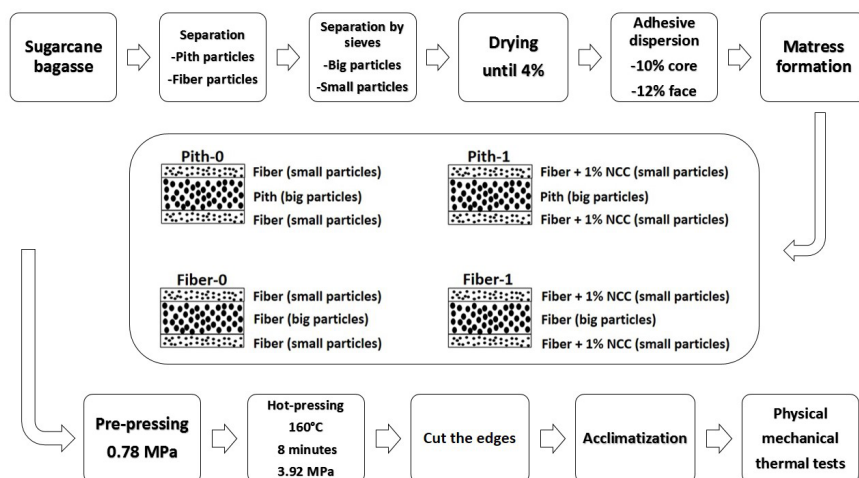 Sugarcane
bagasse
Separation
-Pith particles
-Fiber particles
Separation by
sieves
-Big particles
-Small particles
Drying
until 4%
Adhesive
dispersion
-10% core
-12% face
Matress
formation
Pith-0
Fiber (small particles)
Pith (big particles)
Fiber (small particles)
Pith-1
Fiber + 1% NCC (small particles)
Pith (big particles)
Fiber + 1% NCC (small particles)
Fiber-0
Fiber (small particles)
Fiber (big particles)
Fiber (small particles)
Fiber-1
Fiber + 1% NCC (small particles)
Fiber (big particles)
Fiber + 1% NCC (small particles)
Pre-pressing
0.78 MPa
Hot-pressing
160°C
8 minutes
3.92 MPa
Cut the edges
Acclimatization
Physical
mechanical
thermal tests